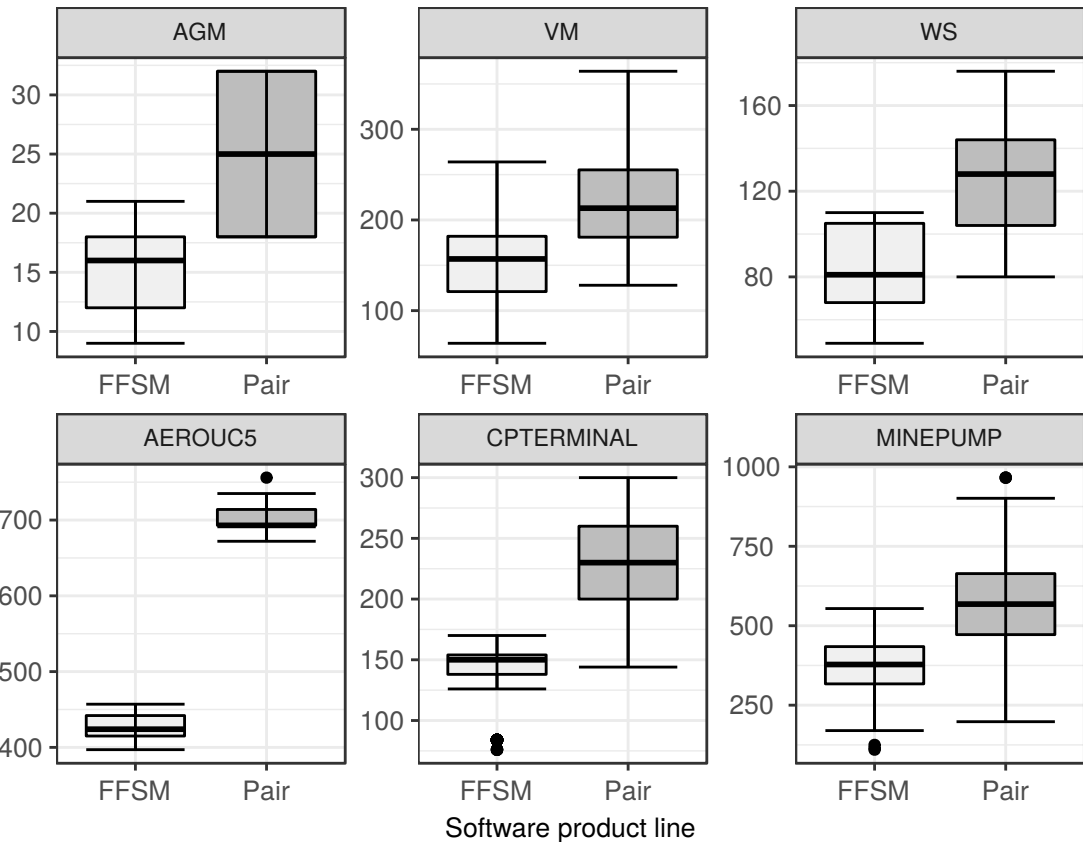 AGM
VM
WS
30
25
20
15
10
300
200
100
160
120
80
FFSM
Pair
FFSM
Pair
FFSM
Pair
AEROUC5
CPTERMINAL
MINEPUMP
700
600
500
400
300
250
200
150
100
1000
750
500
250
FFSM
Pair
FFSM
Pair
FFSM
Pair
Software product line